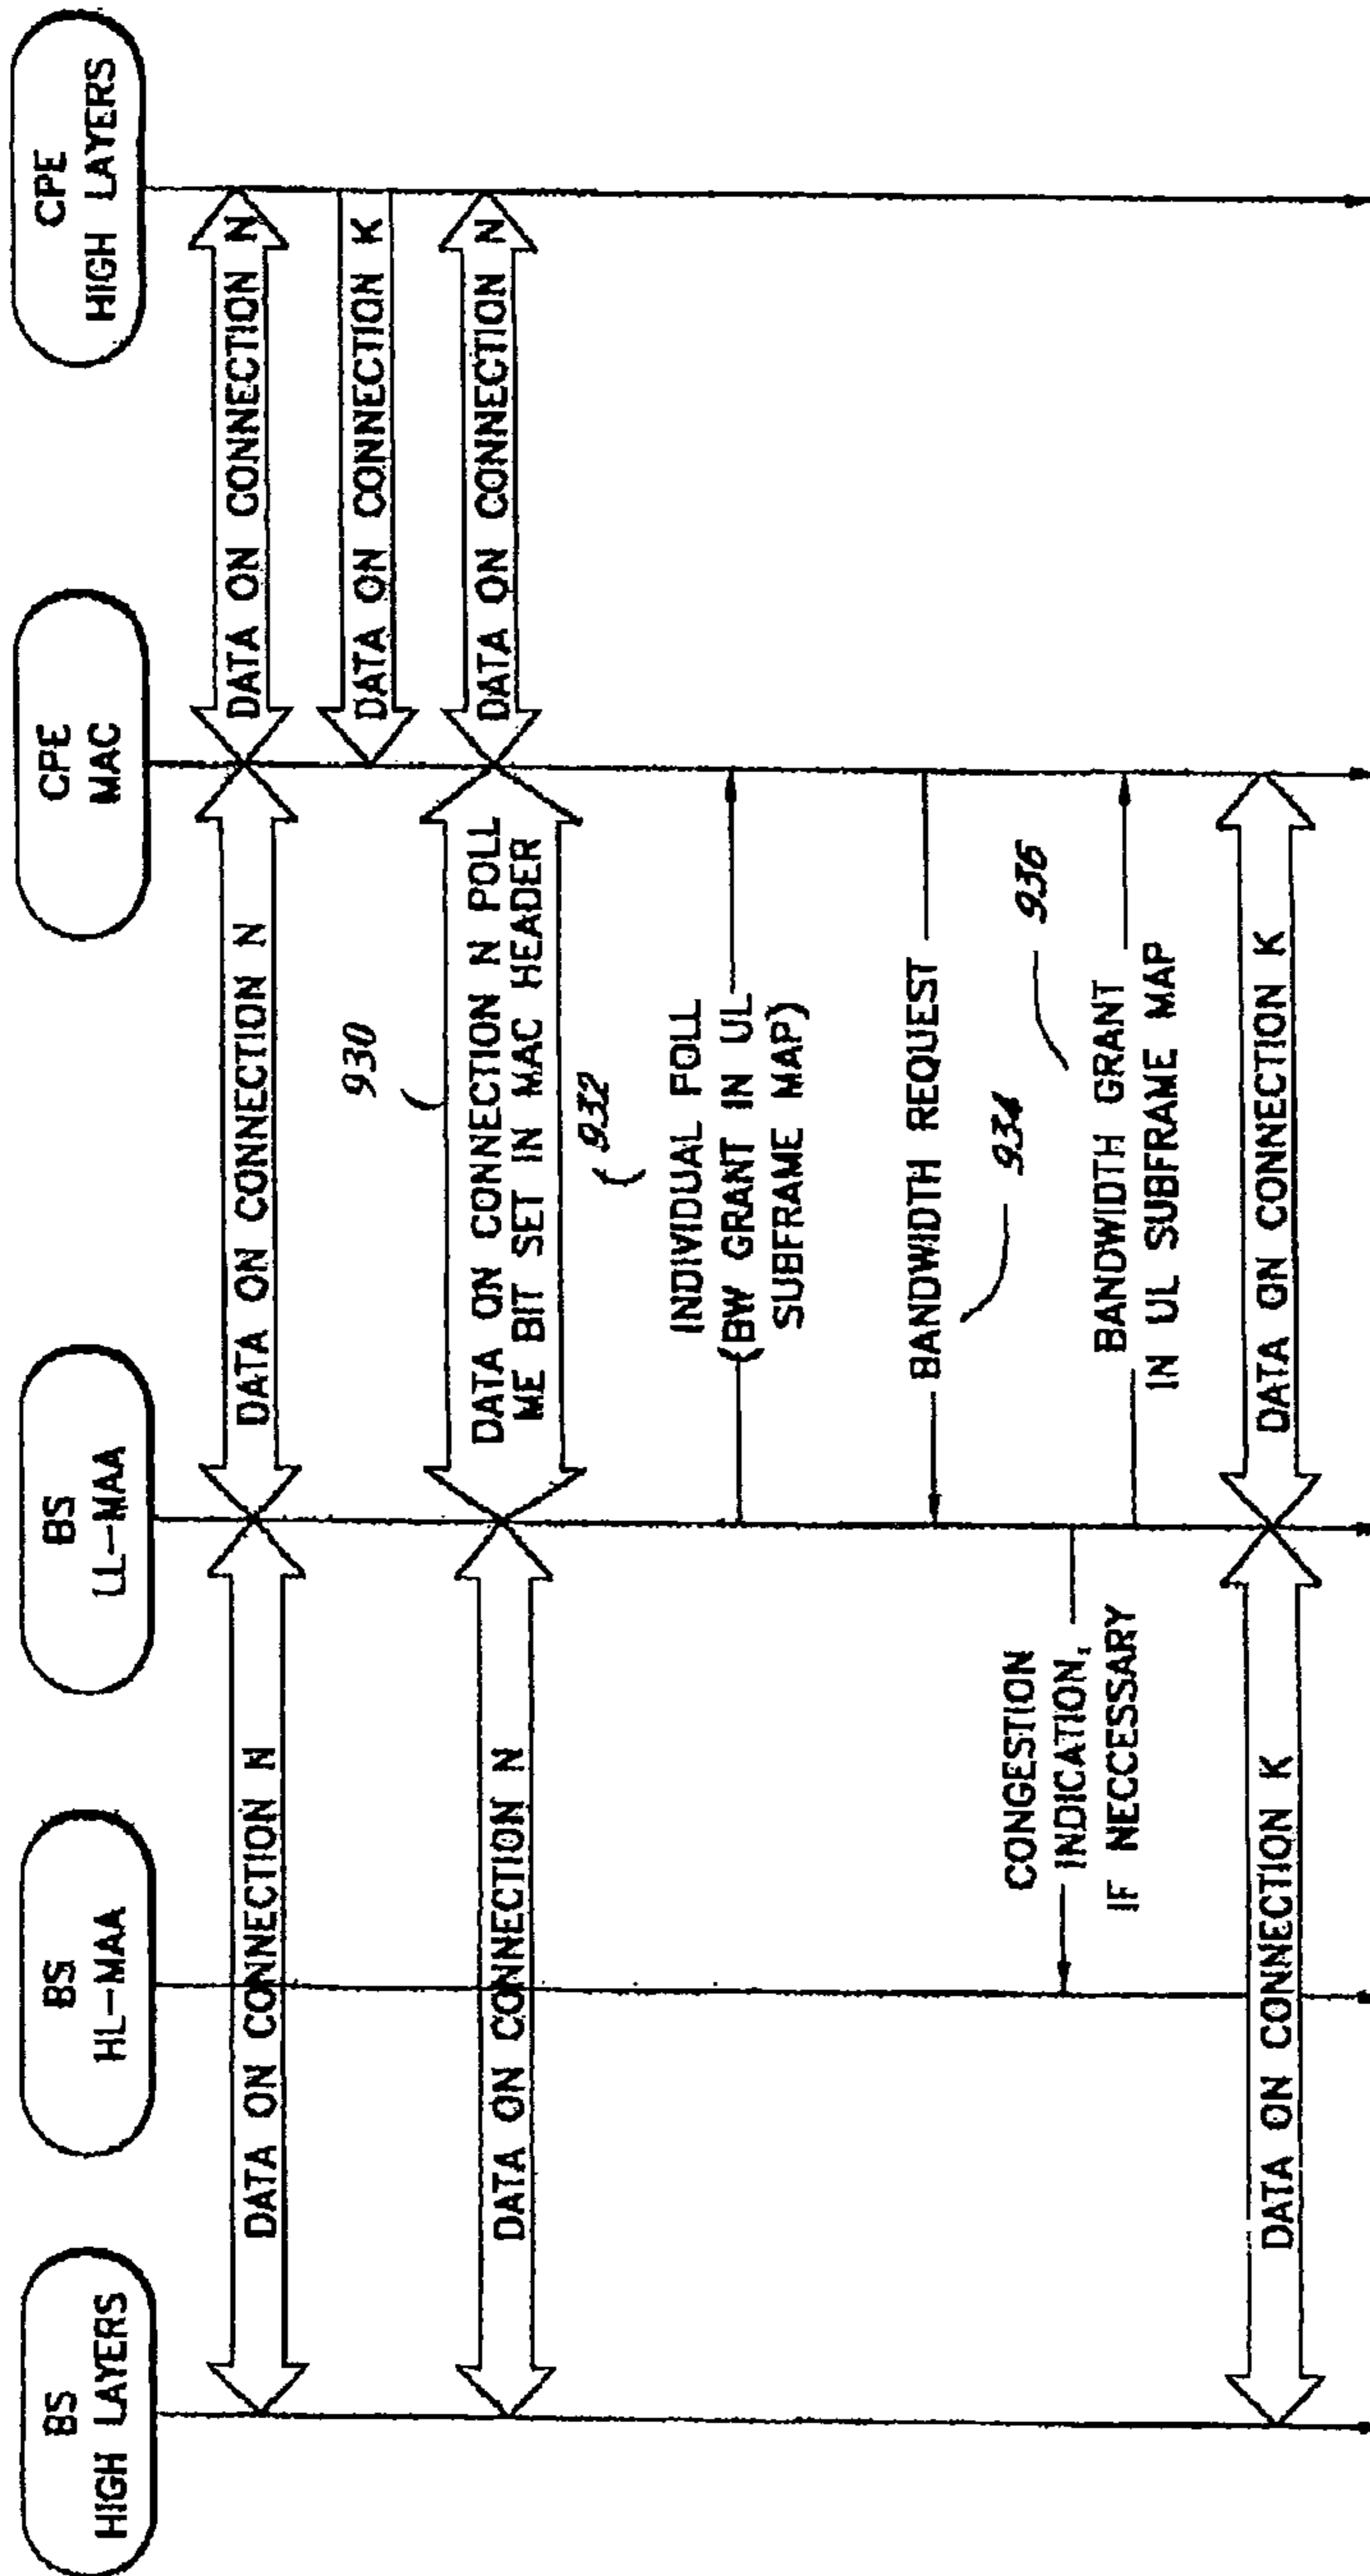 BS
HIGH LAYERS
BS
HL-MAA
BS
LL-MAA
CPE
MAC
CPE
HIGH LAYERS
DATA ON CONNECTION N
DATA ON CONNECTION N
DATA ON CONNECTION N
930
DATA ON CONNECTION K
DATA ON CONNECTION N
DATA ON CONNECTION N POLL
ME BIT SET IN MAC HEADER
DATA ON CONNECTION N
932
INDIVIDUAL POLL
(BW GRANT IN UL
SUBFRAME MAP)
BANDWIDTH REQUEST
934
CONGESTION
INDICATION,
IF NECCESSARY
936
BANDWIDTH GRANT
IN UL SUBFRAME MAP
DATA ON CONNECTION K
DATA ON CONNECTION K